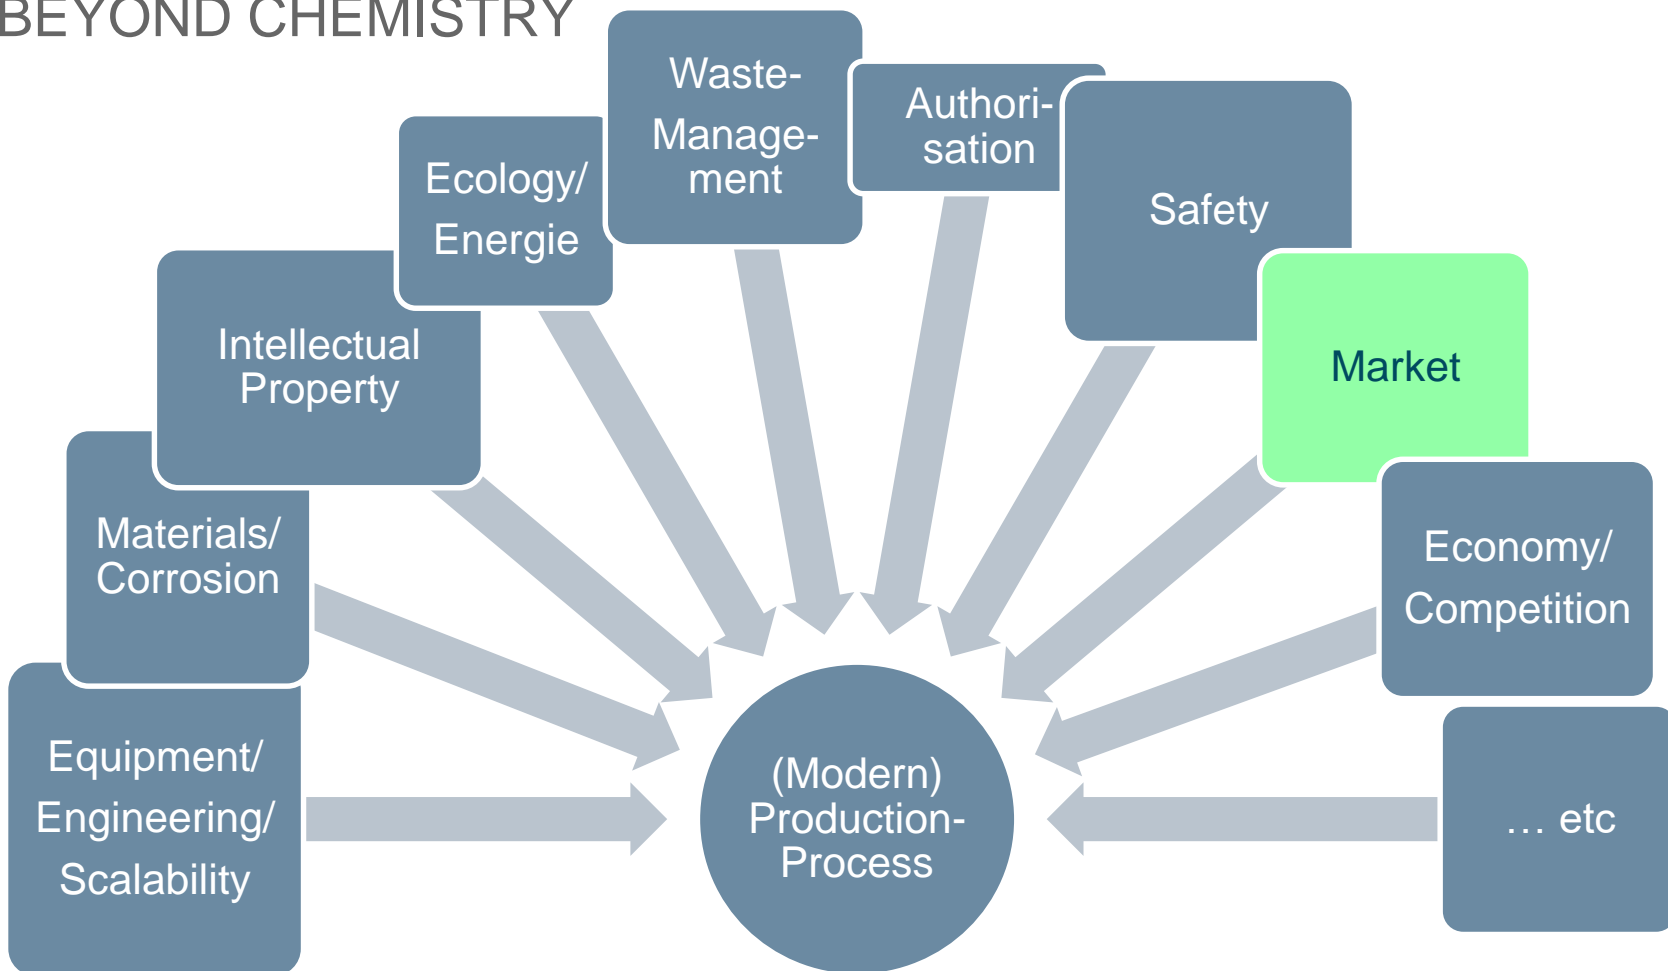 BEYOND CHEMISTRY
Waste-
Manage-
ment
Authori-
sation
Ecology/
Energie
Safety
Intellectual
Property
Market
Materials/
Corrosion
Economy/
Competition
Equipment/
Engineering/
Scalability
(Modern)
Production-
Process
… etc